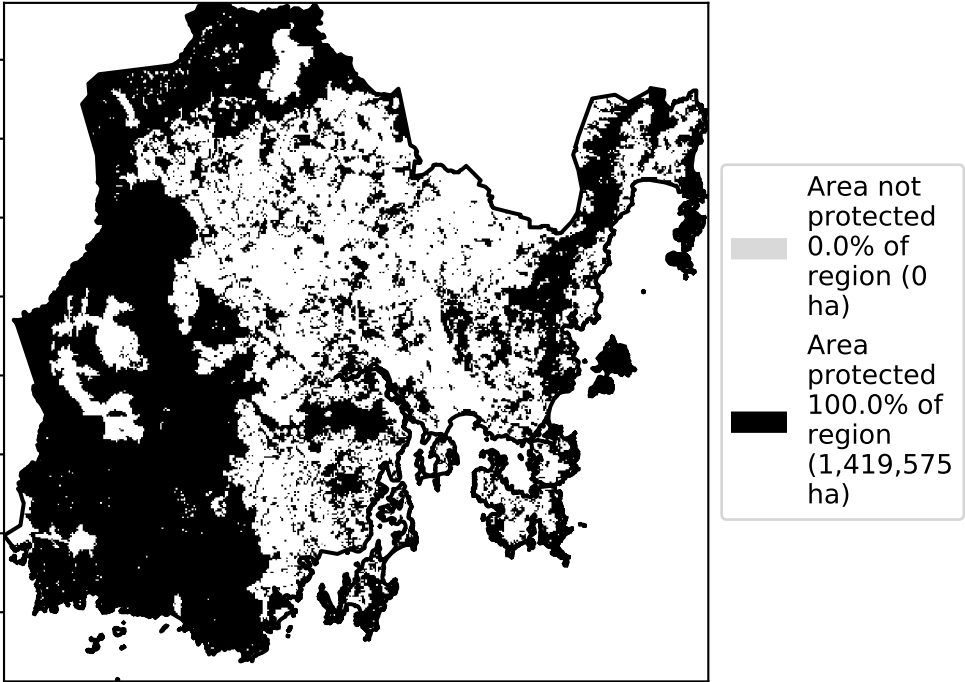 Area not
protected
0.0% of
region (0
ha)
Area
protected
100.0% of
region
(1,419,575
ha)